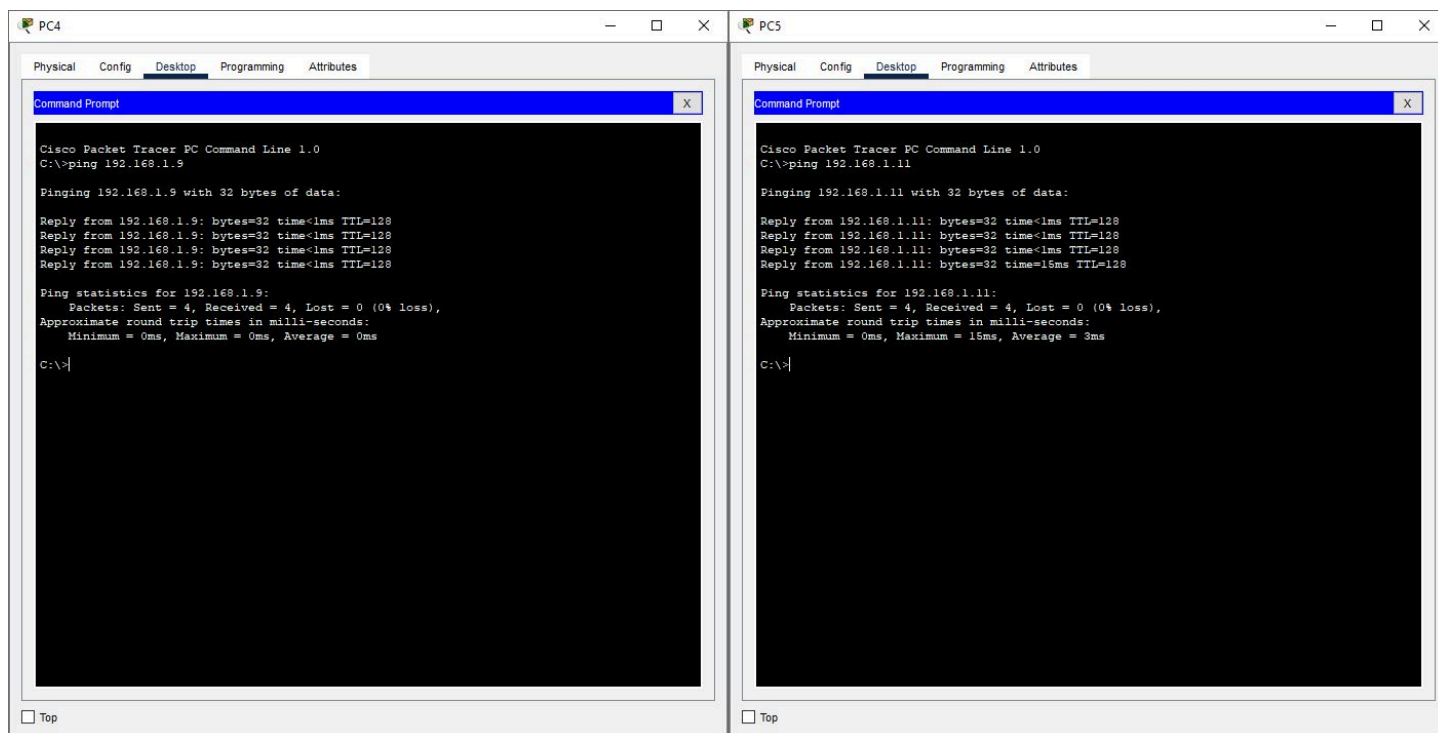 PC4
Physical Config Desktop Programming Attributes
Command Prompt X
Cisco Packet Tracer PC Command Line 1.0
C:\>ping 192.168.1.9
Pinging 192.168.1.9 with 32 bytes of data:
Reply from 192.168.1.9: bytes=32 time<1ms TTL=128
Reply from 192.168.1.9: bytes=32 time<1ms TTL=128
Reply from 192.168.1.9: bytes=32 time<1ms TTL=128
Reply from 192.168.1.9: bytes=32 time<1ms TTL=128
Ping statistics for 192.168.1.9:
    Packets: Sent = 4, Received = 4, Lost = 0 (0% loss),
Approximate round trip times in milli-seconds:
    Minimum = 0ms, Maximum = 0ms, Average = 0ms
C:\>
Top
PC5
Physical Config Desktop Programming Attributes
Command Prompt X
Cisco Packet Tracer PC Command Line 1.0
C:\>ping 192.168.1.11
Pinging 192.168.1.11 with 32 bytes of data:
Reply from 192.168.1.11: bytes=32 time<1ms TTL=128
Reply from 192.168.1.11: bytes=32 time<1ms TTL=128
Reply from 192.168.1.11: bytes=32 time<1ms TTL=128
Reply from 192.168.1.11: bytes=32 time=15ms TTL=128
Ping statistics for 192.168.1.11:
    Packets: Sent = 4, Received = 4, Lost = 0 (0% loss),
Approximate round trip times in milli-seconds:
    Minimum = 0ms, Maximum = 15ms, Average = 3ms
C:\>
Top